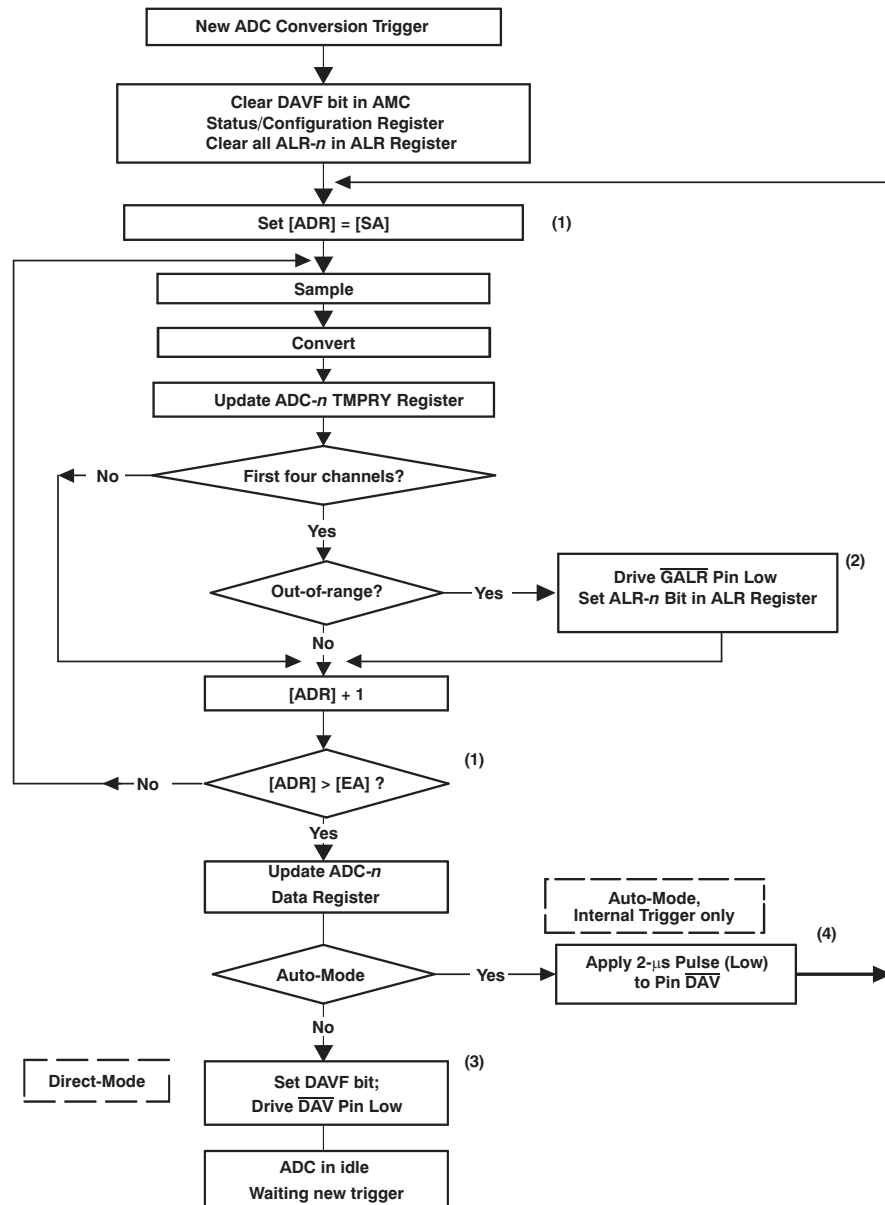 New ADC Conversion Trigger
Clear DAVF bit in AMC
Status/Configuration Register
Clear all ALR-n in ALR Register
Set [ADR] = [SA]
(1)
Sample
Convert
Update ADC-n TMPRY Register
First four channels?
No
Yes
Out-of-range?
Yes
(2)
Drive GALR Pin Low
Set ALR-n Bit in ALR Register
No
[ADR] + 1
(1)
[ADR] > [EA] ?
No
Yes
Update ADC-n
Data Register
Auto-Mode,
Internal Trigger only
(4)
Auto-Mode
Yes
Apply 2-μs Pulse (Low)
to Pin DAV
No
(3)
Direct-Mode
Set DAVF bit;
Drive DAV Pin Low
ADC in idle
Waiting new trigger